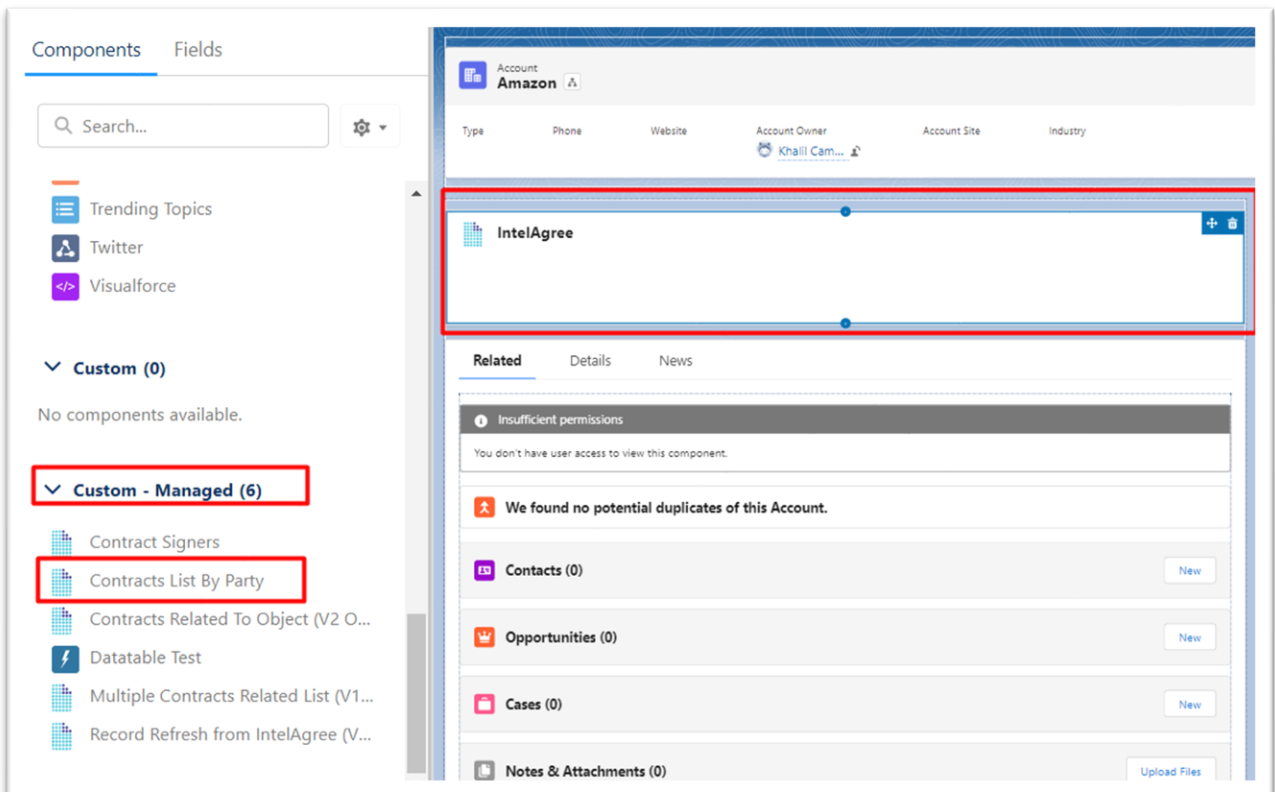 Components Fields
Search...
Trending Topics
Twitter
Visualforce
Custom (0)
No components available.
Custom - Managed (6)
Contract Signers
Contracts List By Party
Contracts Related To Object (V2 O...
Datatable Test
Multiple Contracts Related List (V1...
Record Refresh from IntelAgree (V...
Account
Amazon
Type Phone Website Account Owner Account Site Industry
Khalil Cam...
IntelAgree
Related Details News
Insufficient permissions
You don't have user access to view this component.
We found no potential duplicates of this Account.
Contacts (0) New
Opportunities (0) New
Cases (0) New
Notes & Attachments (0) Upload Files